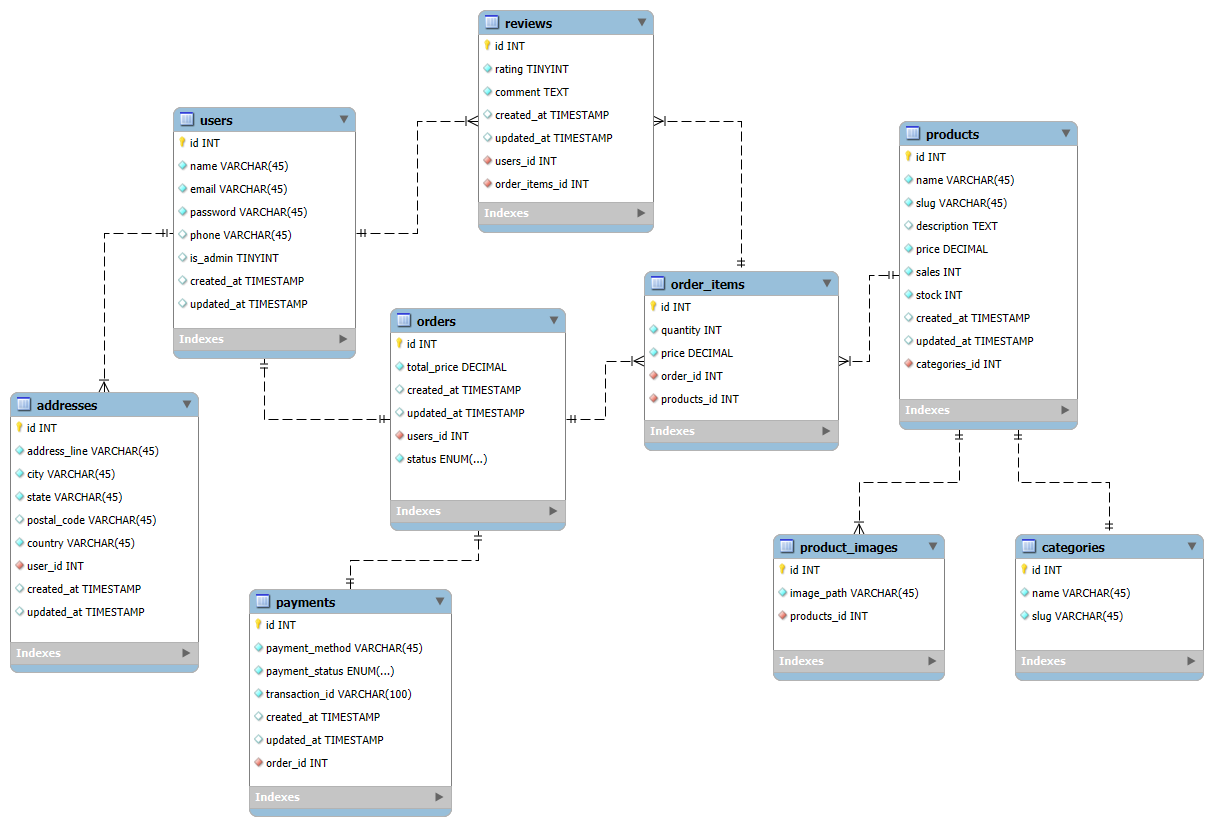 reviews
id INT
rating TINYINT
comment TEXT
created_at TIMESTAMP
updated_at TIMESTAMP
users_id INT
order_items_id INT
Indexes
users
id INT
name VARCHAR(45)
email VARCHAR(45)
password VARCHAR(45)
phone VARCHAR(45)
is_admin TINYINT
created_at TIMESTAMP
updated_at TIMESTAMP
Indexes
products
id INT
name VARCHAR(45)
slug VARCHAR(45)
description TEXT
price DECIMAL
sales INT
stock INT
created_at TIMESTAMP
updated_at TIMESTAMP
categories_id INT
Indexes
order_items
id INT
quantity INT
price DECIMAL
order_id INT
products_id INT
Indexes
orders
id INT
total_price DECIMAL
created_at TIMESTAMP
updated_at TIMESTAMP
users_id INT
status ENUM(...)
Indexes
addresses
id INT
address_line VARCHAR(45)
city VARCHAR(45)
state VARCHAR(45)
postal_code VARCHAR(45)
country VARCHAR(45)
user_id INT
created_at TIMESTAMP
updated_at TIMESTAMP
Indexes
payments
id INT
payment_method VARCHAR(45)
payment_status ENUM(...)
transaction_id VARCHAR(100)
created_at TIMESTAMP
updated_at TIMESTAMP
order_id INT
Indexes
product_images
id INT
image_path VARCHAR(45)
products_id INT
Indexes
categories
id INT
name VARCHAR(45)
slug VARCHAR(45)
Indexes